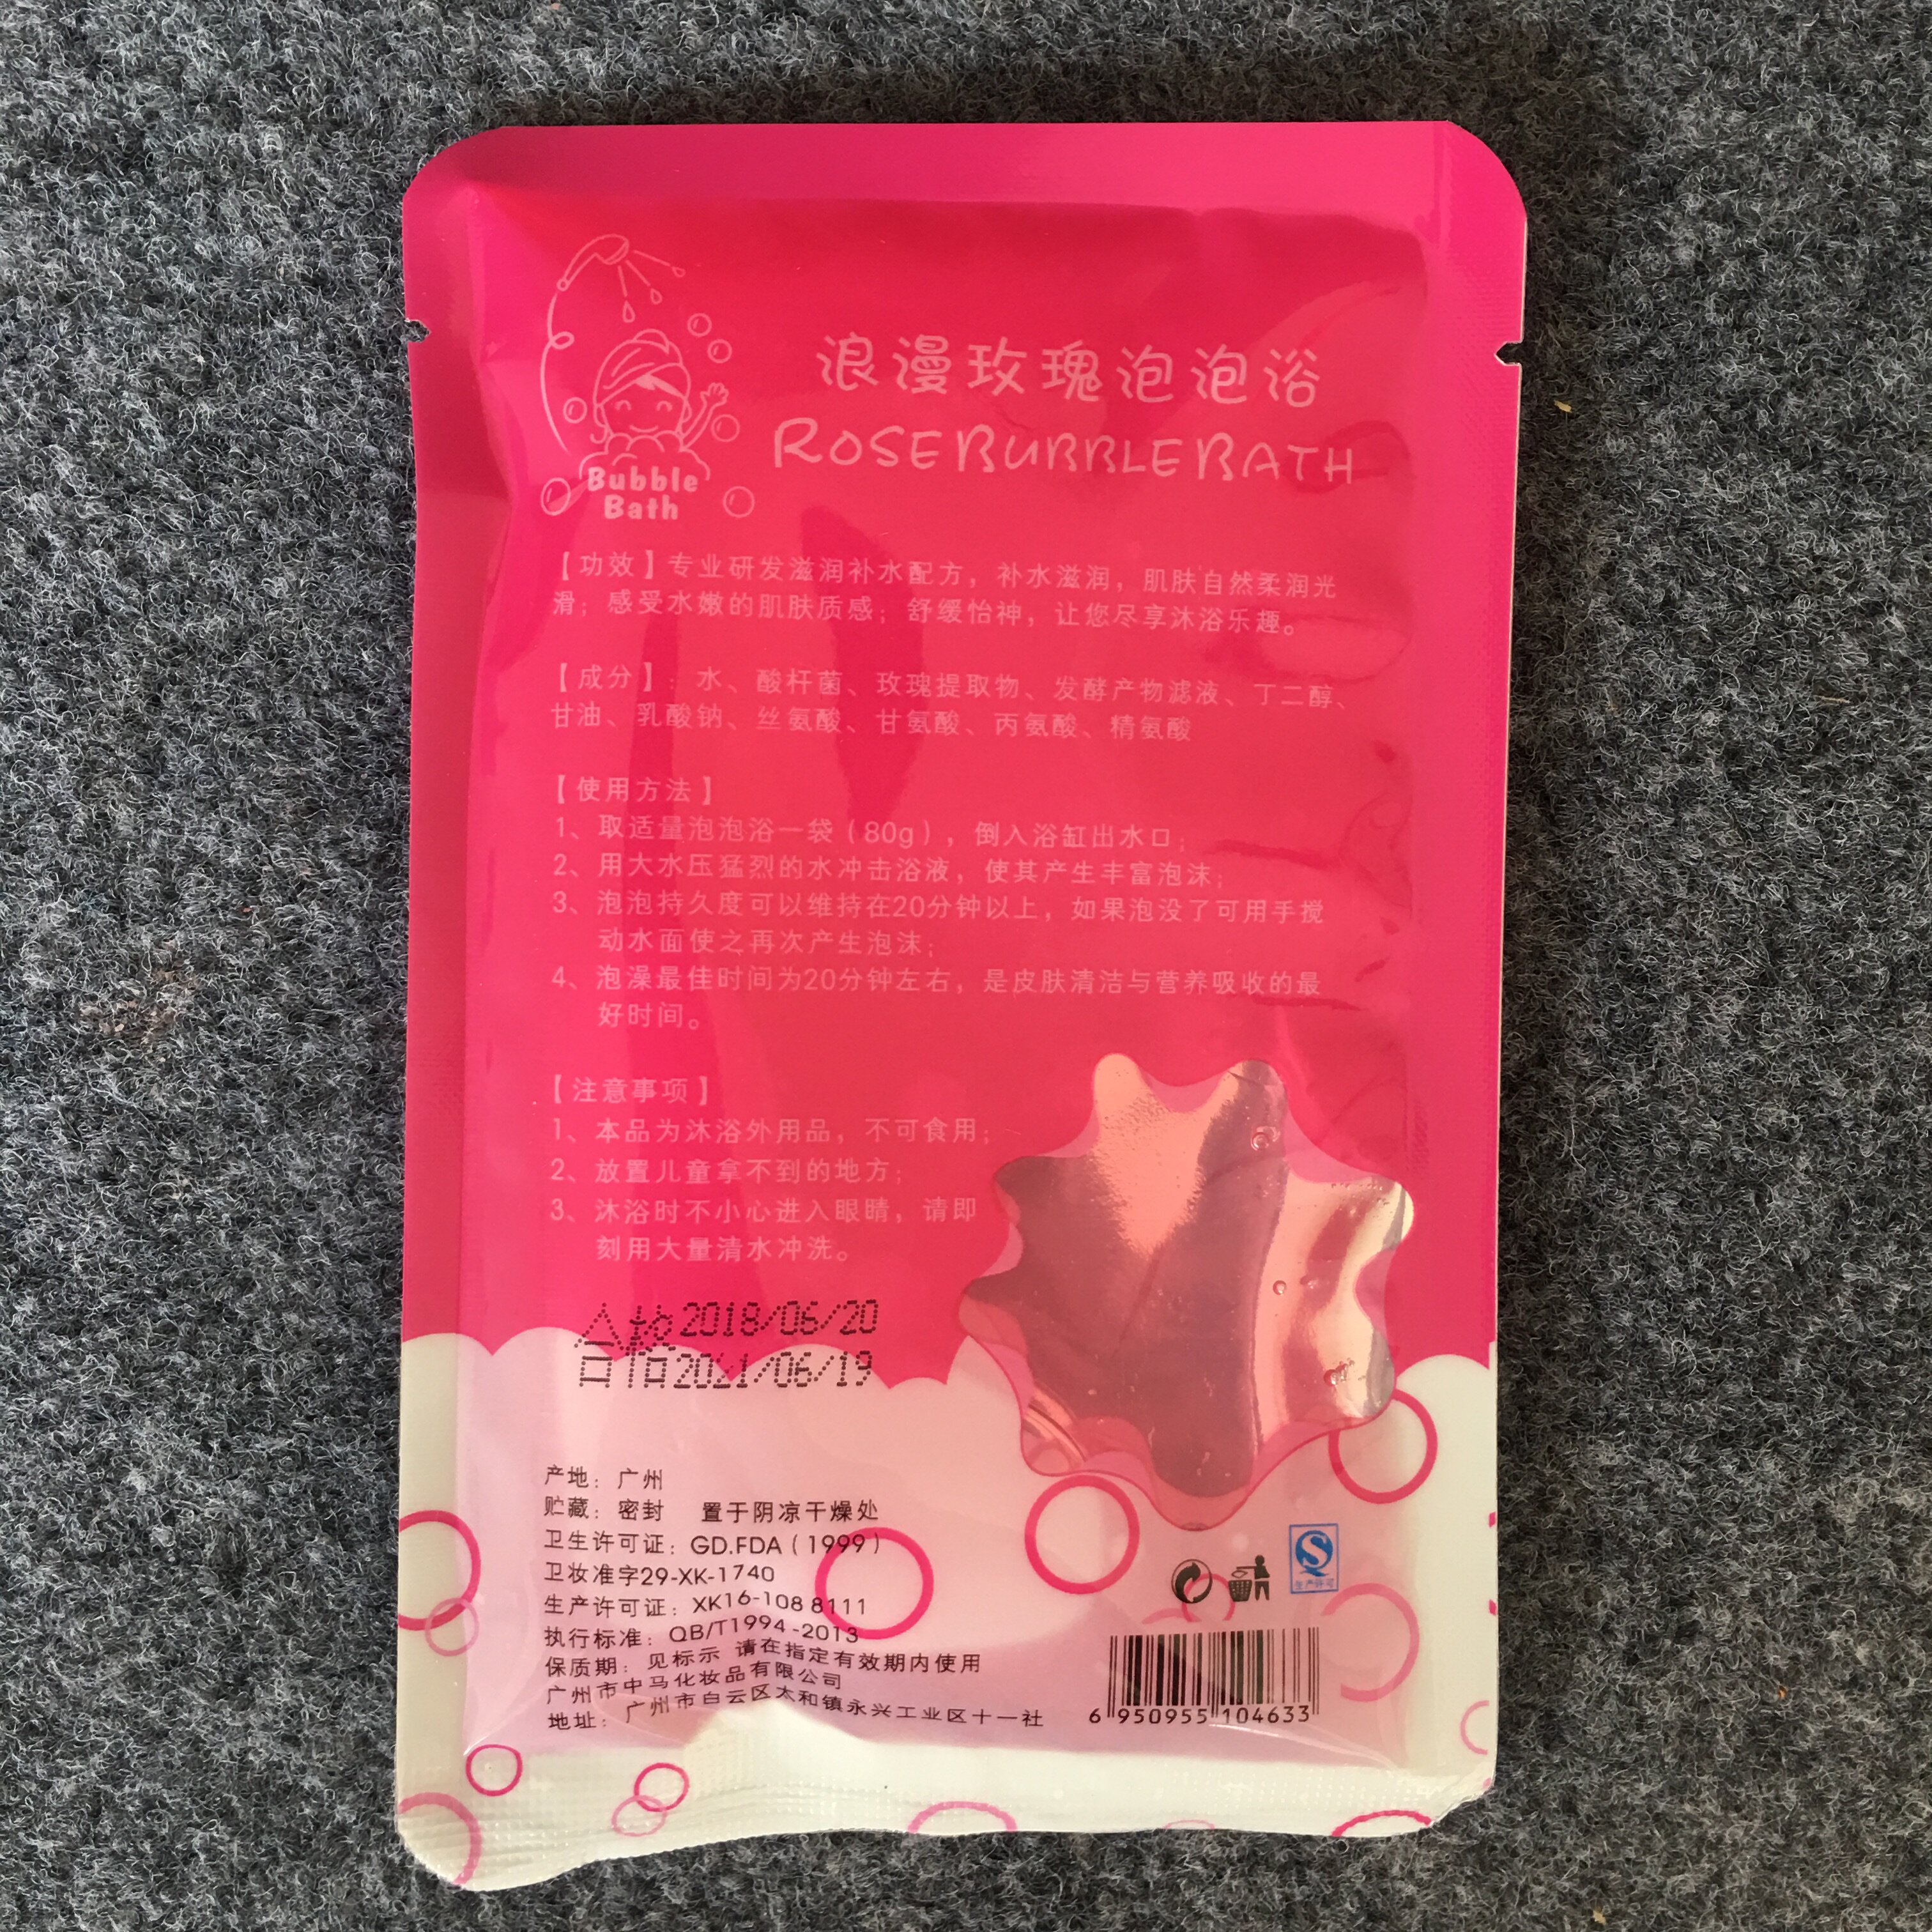 浪漫玫瑰泡泡浴
ROSE BUBBLE BATH
Bubble
Bath
【功效】专业研发滋润补水配方，补水滋润，肌肤自然柔润光
滑；感受水嫩的肌肤质感；舒缓怡神，让您尽享沐浴乐趣。
【成分】：水、酸杆菌、玫瑰提取物、发酵产物滤液、丁二醇、
甘油、乳酸钠、丝氨酸、甘氨酸、丙氨酸、精氨酸
【使用方法】
1、取适量泡泡浴一袋（80g），倒入浴缸出水口；
2、用大水压猛烈的水冲击浴液，使其产生丰富泡沫；
3、泡泡持久度可以维持在20分钟以上，如果泡没了可用手搅
动水面使之再次产生泡沫；
4、泡澡最佳时间为20分钟左右，是皮肤清洁与营养吸收的最
好时间。
【注意事项】
1、本品为沐浴外用品，不可食用；
2、放置儿童拿不到的地方；
3、沐浴时不小心进入眼睛，请即
刻用大量清水冲洗。
合格2018/06/20
2021/06/19
产地：广州
贮藏：密封 置于阴凉干燥处
卫生许可证：GD.FDA（1999）
卫妆准字29-XK-1740
生产许可证：XK16-108 8111
执行标准：QB/T1994-2013
保质期：见标示 请在指定有效期内使用
广州市中马化妆品有限公司
地址：广州市白云区太和镇永兴工业区十一社
生产许可
6 950955 104633